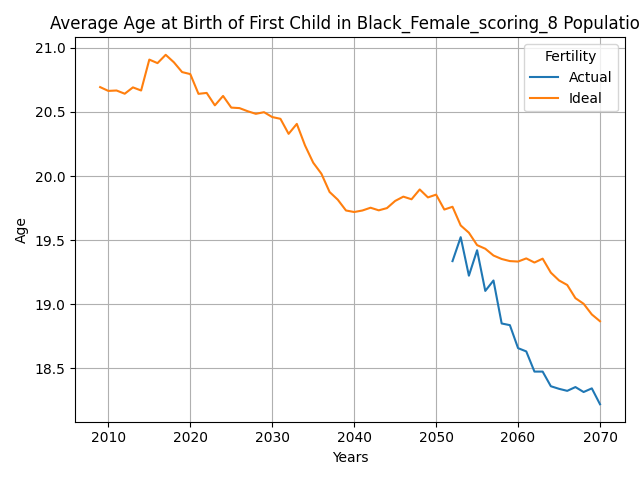 Average Age at Birth of First Child in Black_Female_scoring_8 Populatio
21.0
20.5
20.0
19.5
19.0
18.5
Age
Fertility
Actual
Ideal
2010 2020 2030 2040 2050 2060 2070
Years